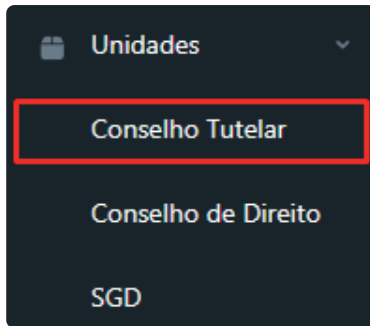 Unidades
Conselho Tutelar
Conselho de Direito
SGD